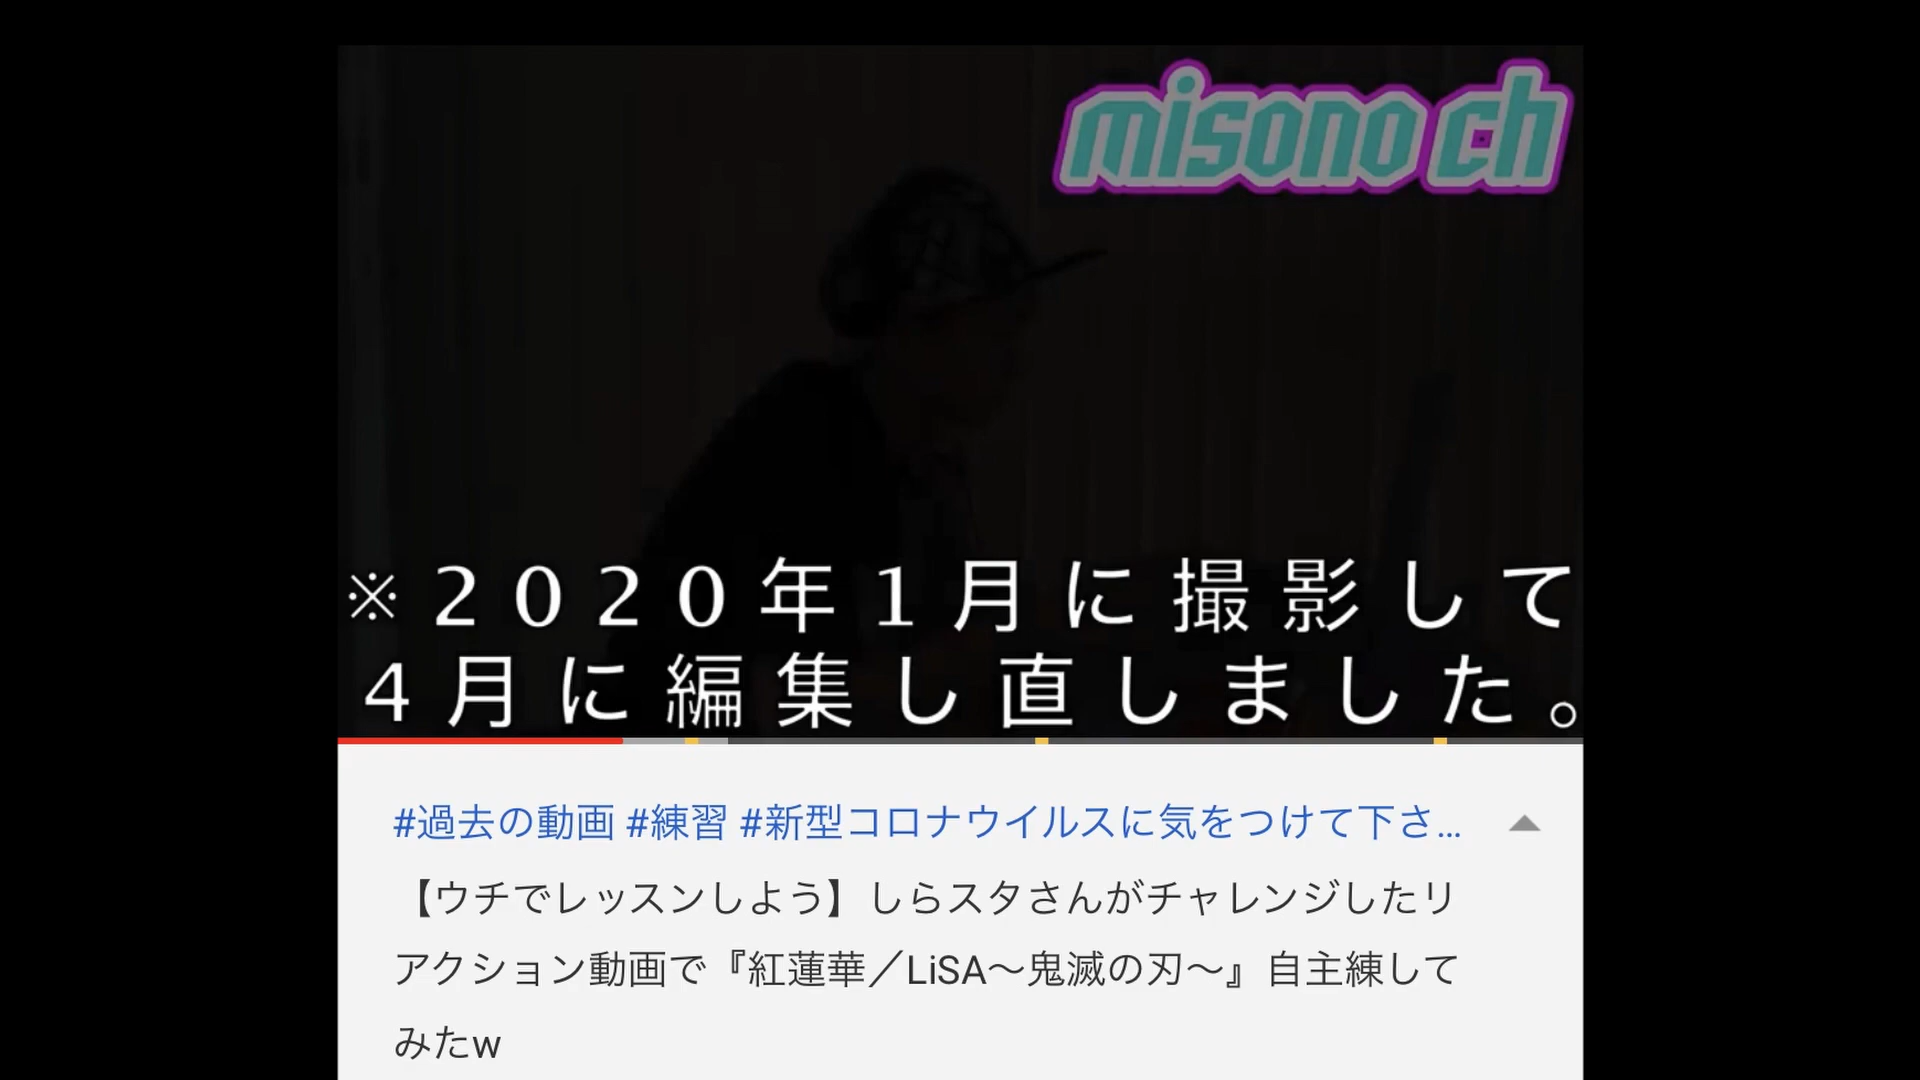 misono ch
※2020年1月に撮影して
4月に編集し直しました。
#過去の動画 #練習 #新型コロナウイルスに気をつけて下さ...
【ウチでレッスンしよう】しらスタさんがチャレンジしたリ
アクション動画で『紅蓮華／LiSA〜鬼滅の刃〜』自主練して
みたw